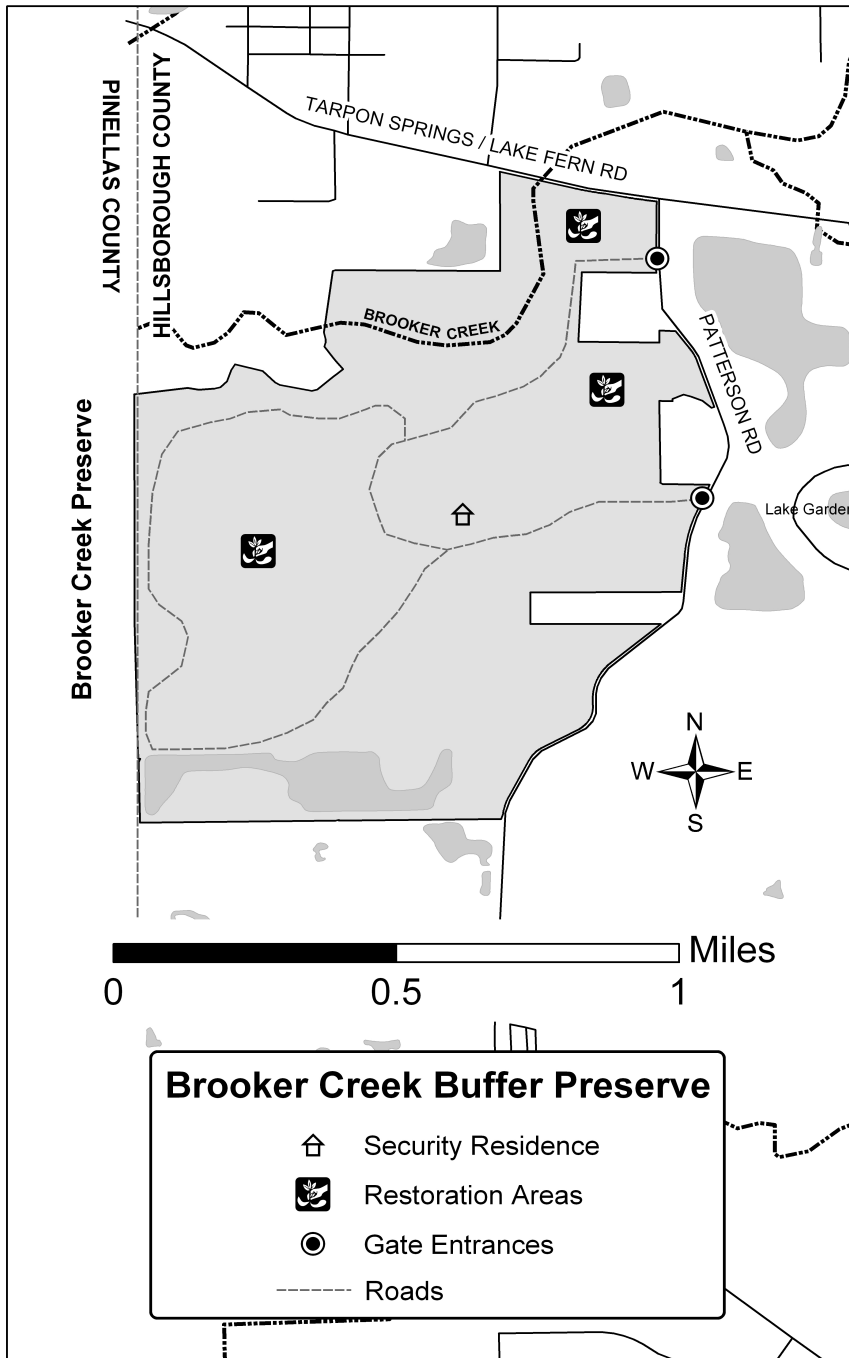 TARPON SPRINGS / LAKE FERN RD
PINELLAS COUNTY
HILLSBOROUGH COUNTY
BROOKER CREEK
PATTERSON RD
Brooker Creek Preserve
Lake Garden
N
W E
S
Miles
0 0.5 1
Brooker Creek Buffer Preserve
Security Residence
Restoration Areas
Gate Entrances
Roads